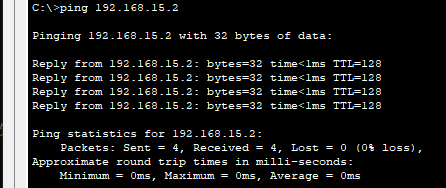 C:\>ping 192.168.15.2
Pinging 192.168.15.2 with 32 bytes of data:
Reply from 192.168.15.2: bytes=32 time<1ms TTL=128
Reply from 192.168.15.2: bytes=32 time<1ms TTL=128
Reply from 192.168.15.2: bytes=32 time<1ms TTL=128
Reply from 192.168.15.2: bytes=32 time<1ms TTL=128
Ping statistics for 192.168.15.2:
Packets: Sent = 4, Received = 4, Lost = 0 (0% loss),
Approximate round trip times in milli-seconds:
Minimum = 0ms, Maximum = 0ms, Average = 0ms